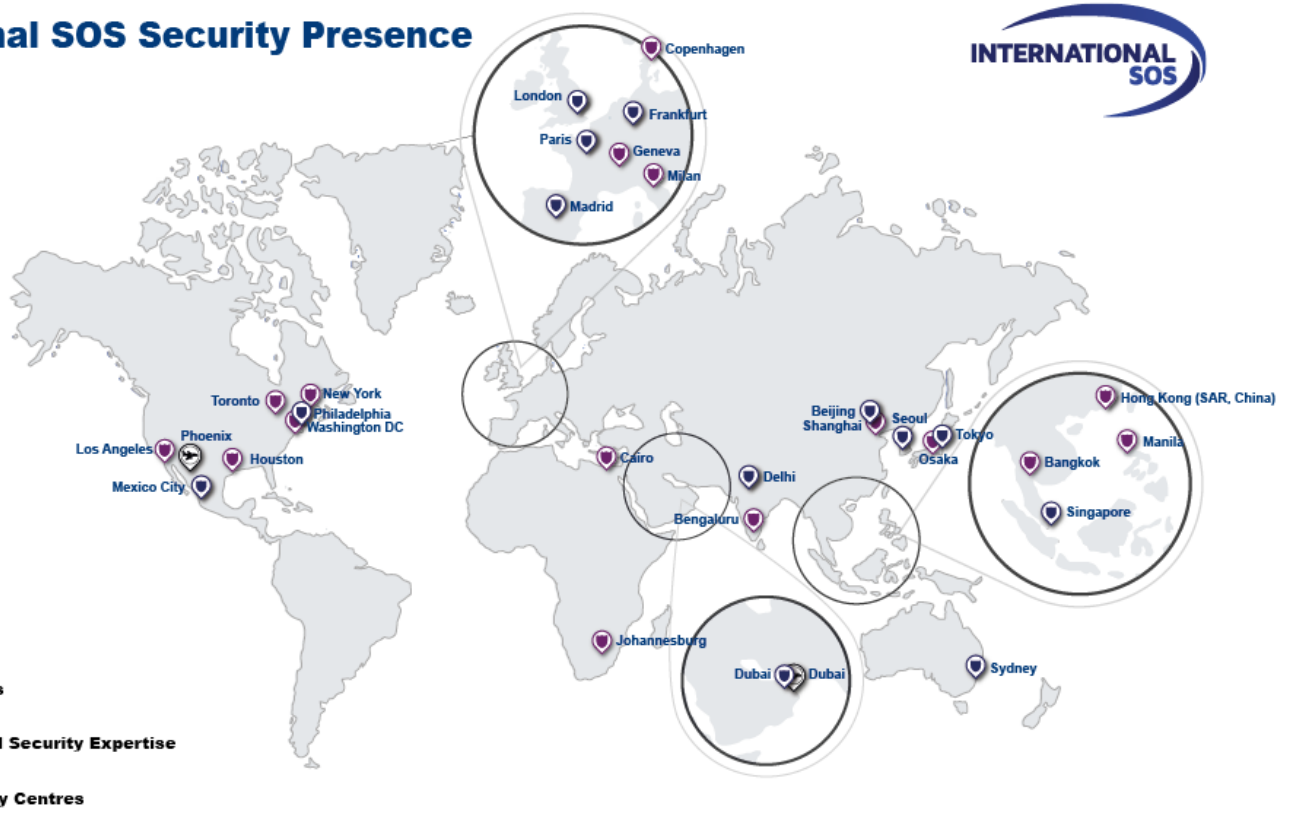 nal SOS Security Presence
INTERNATIONAL
SOS
Copenhagen
London
Frankfurt
Paris
Geneva
Milan
Madrid
Toronto
New York
Philadelphia
Washington DC
Los Angeles
Phoenix
Houston
Mexico City
Cairo
Beijing
Shanghai
Seoul
Tokyo
Osaka
Delhi
Bengaluru
Hong Kong (SAR, China)
Manila
Bangkok
Singapore
Johannesburg
Dubai
Dubai
Sydney
s
l Security Expertise
y Centres